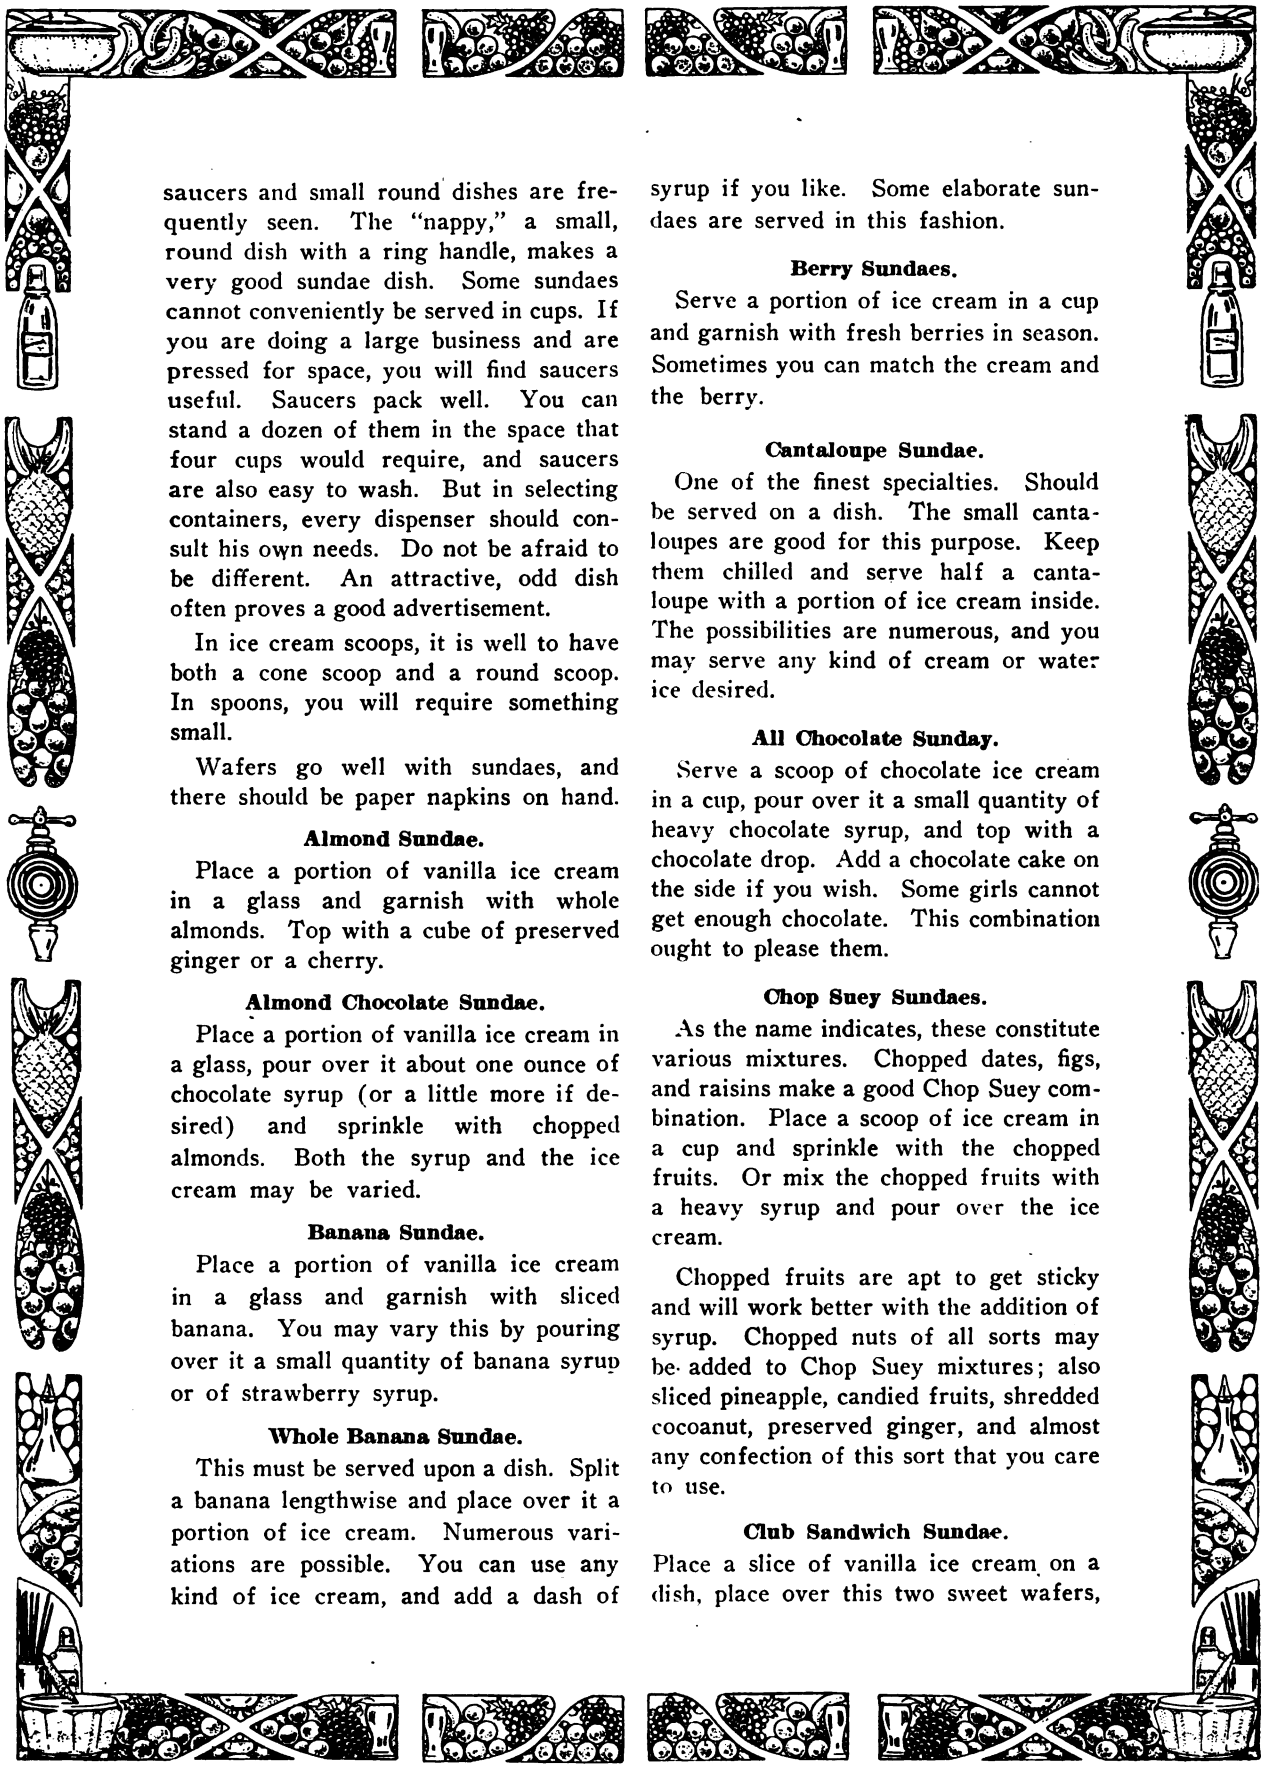 saucers and small round dishes are fre-
quently seen. The "nappy," a small,
round dish with a ring handle, makes a
very good sundae dish. Some sundaes
cannot conveniently be served in cups. If
you are doing a large business and are
pressed for space, you will find saucers
useful. Saucers pack well. You can
stand a dozen of them in the space that
four cups would require, and saucers
are also easy to wash. But in selecting
containers, every dispenser should con-
sult his own needs. Do not be afraid to
be different. An attractive, odd dish
often proves a good advertisement.
In ice cream scoops, it is well to have
both a cone scoop and a round scoop.
In spoons, you will require something
small.
Wafers go well with sundaes, and
there should be paper napkins on hand.
Almond Sundae.
Place a portion of vanilla ice cream
in a glass and garnish with whole
almonds. Top with a cube of preserved
ginger or a cherry.
Almond Chocolate Sundae.
Place a portion of vanilla ice cream in
a glass, pour over it about one ounce of
chocolate syrup (or a little more if de-
sired) and sprinkle with chopped
almonds. Both the syrup and the ice
cream may be varied.
Banana Sundae.
Place a portion of vanilla ice cream
in a glass and garnish with sliced
banana. You may vary this by pouring
over it a small quantity of banana syrup
or of strawberry syrup.
Whole Banana Sundae.
This must be served upon a dish. Split
a banana lengthwise and place over it a
portion of ice cream. Numerous vari-
ations are possible. You can use any
kind of ice cream, and add a dash of
syrup if you like. Some elaborate sun-
daes are served in this fashion.
Berry Sundaes.
Serve a portion of ice cream in a cup
and garnish with fresh berries in season.
Sometimes you can match the cream and
the berry.
Cantaloupe Sundae.
One of the finest specialties. Should
be served on a dish. The small canta-
loupes are good for this purpose. Keep
them chilled and serve half a canta-
loupe with a portion of ice cream inside.
The possibilities are numerous, and you
may serve any kind of cream or water
ice desired.
All Chocolate Sunday.
Serve a scoop of chocolate ice cream
in a cup, pour over it a small quantity of
heavy chocolate syrup, and top with a
chocolate drop. Add a chocolate cake on
the side if you wish. Some girls cannot
get enough chocolate. This combination
ought to please them.
Chop Suey Sundaes.
As the name indicates, these constitute
various mixtures. Chopped dates, figs,
and raisins make a good Chop Suey com-
bination. Place a scoop of ice cream in
a cup and sprinkle with the chopped
fruits. Or mix the chopped fruits with
a heavy syrup and pour over the ice
cream.
Chopped fruits are apt to get sticky
and will work better with the addition of
syrup. Chopped nuts of all sorts may
be added to Chop Suey mixtures; also
sliced pineapple, candied fruits, shredded
cocoanut, preserved ginger, and almost
any confection of this sort that you care
to use.
Club Sandwich Sundae.
Place a slice of vanilla ice cream on a
dish, place over this two sweet wafers,